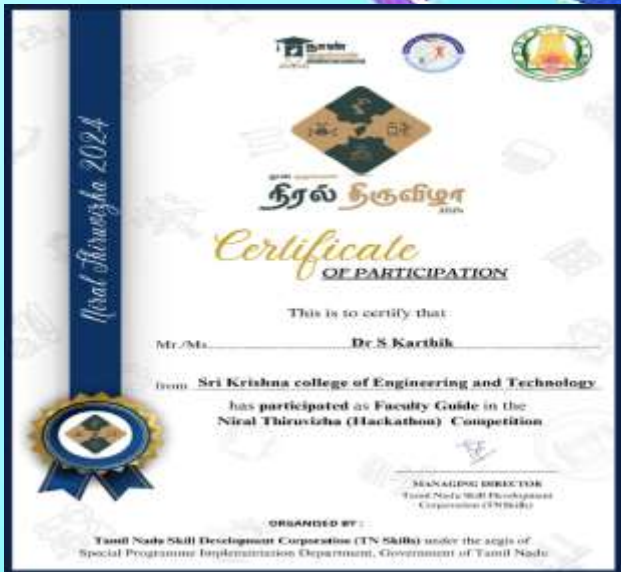 நான்
Niral Thiruvizha 2024
நிரல் திருவிழா
Certificate
OF PARTICIPATION
This is to certify that
Mr./Ms. Dr S Karthik
from Sri Krishna college of Engineering and Technology
has participated as Faculty Guide in the
Niral Thiruvizha (Hackathon) Competition
MANAGING DIRECTOR
Tamil Nadu Skill Development
Corporation (TNSkills)
ORGANISED BY :
Tamil Nadu Skill Development Corporation (TN Skills) under the aegis of
Special Programme Implementation Department, Government of Tamil Nadu